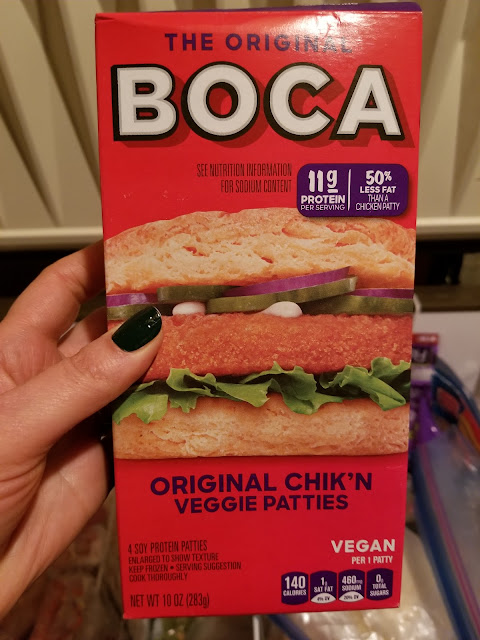 THE ORIGINAL
BOCA
SEE NUTRITION INFORMATION
FOR SODIUM CONTENT
11g
PROTEIN
PER SERVING
50%
LESS FAT
THAN A
CHICKEN PATTY
ORIGINAL CHIK'N
VEGGIE PATTIES
4 SOY PROTEIN PATTIES
ENLARGED TO SHOW TEXTURE
KEEP FROZEN • SERVING SUGGESTION
COOK THOROUGHLY
NET WT 10 OZ (283g)
VEGAN
PER 1 PATTY
140
CALORIES
1g
SAT FAT
460mg
SODIUM
20% DV
0g
TOTAL
SUGARS